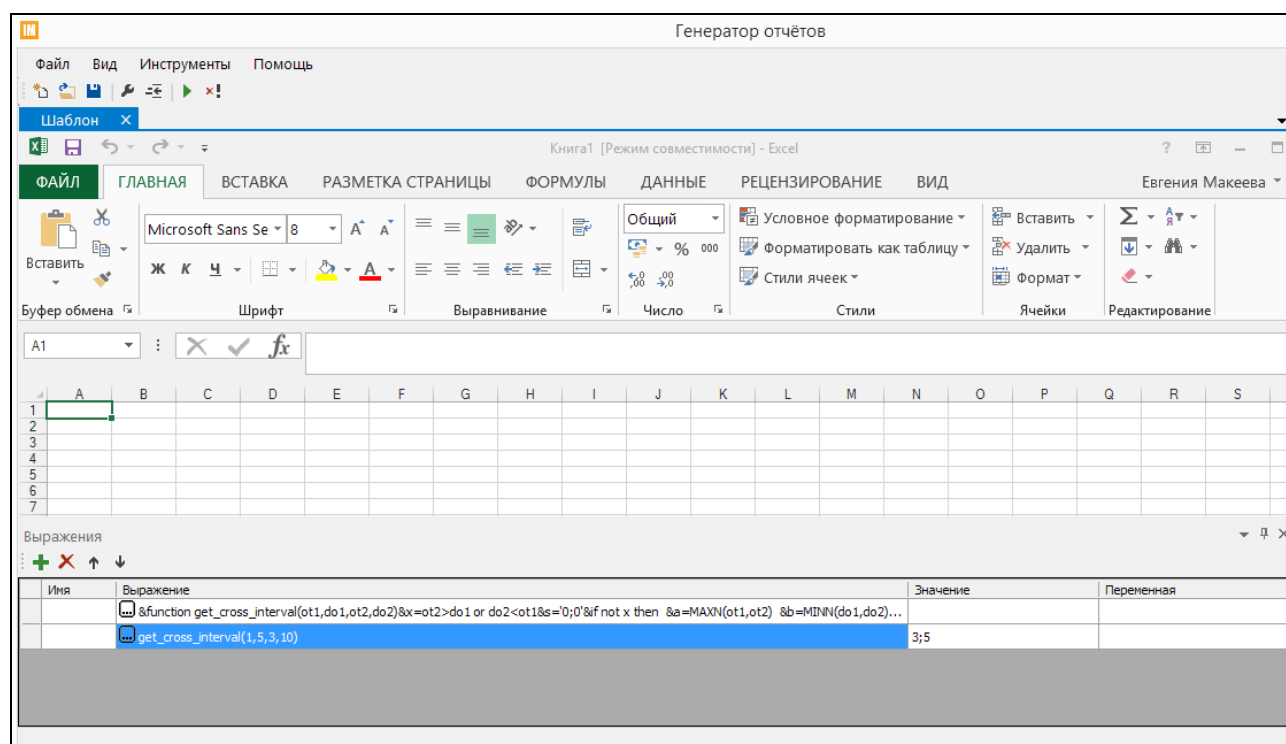 IM
Генератор отчётов
Файл Вид Инструменты Помощь
Шаблон
Книга1 [Режим совместимости] - Excel
?
ФАЙЛ ГЛАВНАЯ ВСТАВКА РАЗМЕТКА СТРАНИЦЫ ФОРМУЛЫ ДАННЫЕ РЕЦЕНЗИРОВАНИЕ ВИД Евгения Макеева
Вставить
Microsoft Sans Se 8
Ж К Ч А
Общий
% 000
Условное форматирование
Форматировать как таблицу
Стили ячеек
Вставить
Удалить
Формат
Буфер обмена Шрифт Выравнивание Число Стили Ячейки Редактирование
A1 fx
A B C D E F G H I J K L M N O P Q R S
1
2
3
4
5
6
7
Выражения
Имя Выражение Значение Переменная
&function get_cross_interval(ot1,do1,ot2,do2)&x=ot2>do1 or do2<ot1&s='0;0'&if not x then &a=MAXN(ot1,ot2) &b=MINN(do1,do2)...
get_cross_interval(1,5,3,10) 3;5